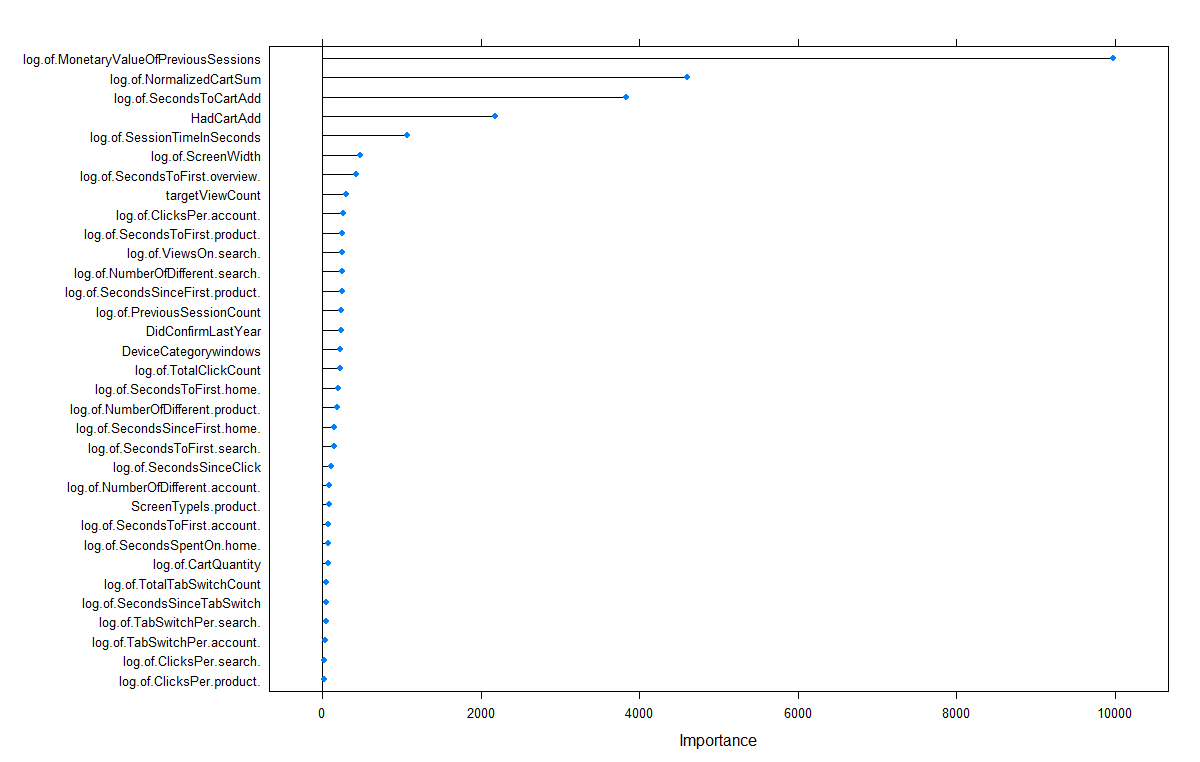 log.of.MonetaryValueOfPreviousSessions
log.of.NormalizedCartSum
log.of.SecondsToCartAdd
HadCartAdd
log.of.SessionTimeInSeconds
log.of.ScreenWidth
log.of.SecondsToFirst.overview.
targetViewCount
log.of.ClicksPer.account.
log.of.SecondsToFirst.product.
log.of.ViewsOn.search.
log.of.NumberOfDifferent.search.
log.of.SecondsSinceFirst.product.
log.of.PreviousSessionCount
DidConfirmLastYear
DeviceCategorywindows
log.of.TotalClickCount
log.of.SecondsToFirst.home.
log.of.NumberOfDifferent.product.
log.of.SecondsSinceFirst.home.
log.of.SecondsToFirst.search.
log.of.SecondsSinceClick
log.of.NumberOfDifferent.account.
ScreenTypeIs.product.
log.of.SecondsToFirst.account.
log.of.SecondsSpentOn.home.
log.of.CartQuantity
log.of.TotalTabSwitchCount
log.of.SecondsSinceTabSwitch
log.of.TabSwitchPer.search.
log.of.TabSwitchPer.account.
log.of.ClicksPer.search.
log.of.ClicksPer.product.
0 2000 4000 6000 8000 10000
Importance